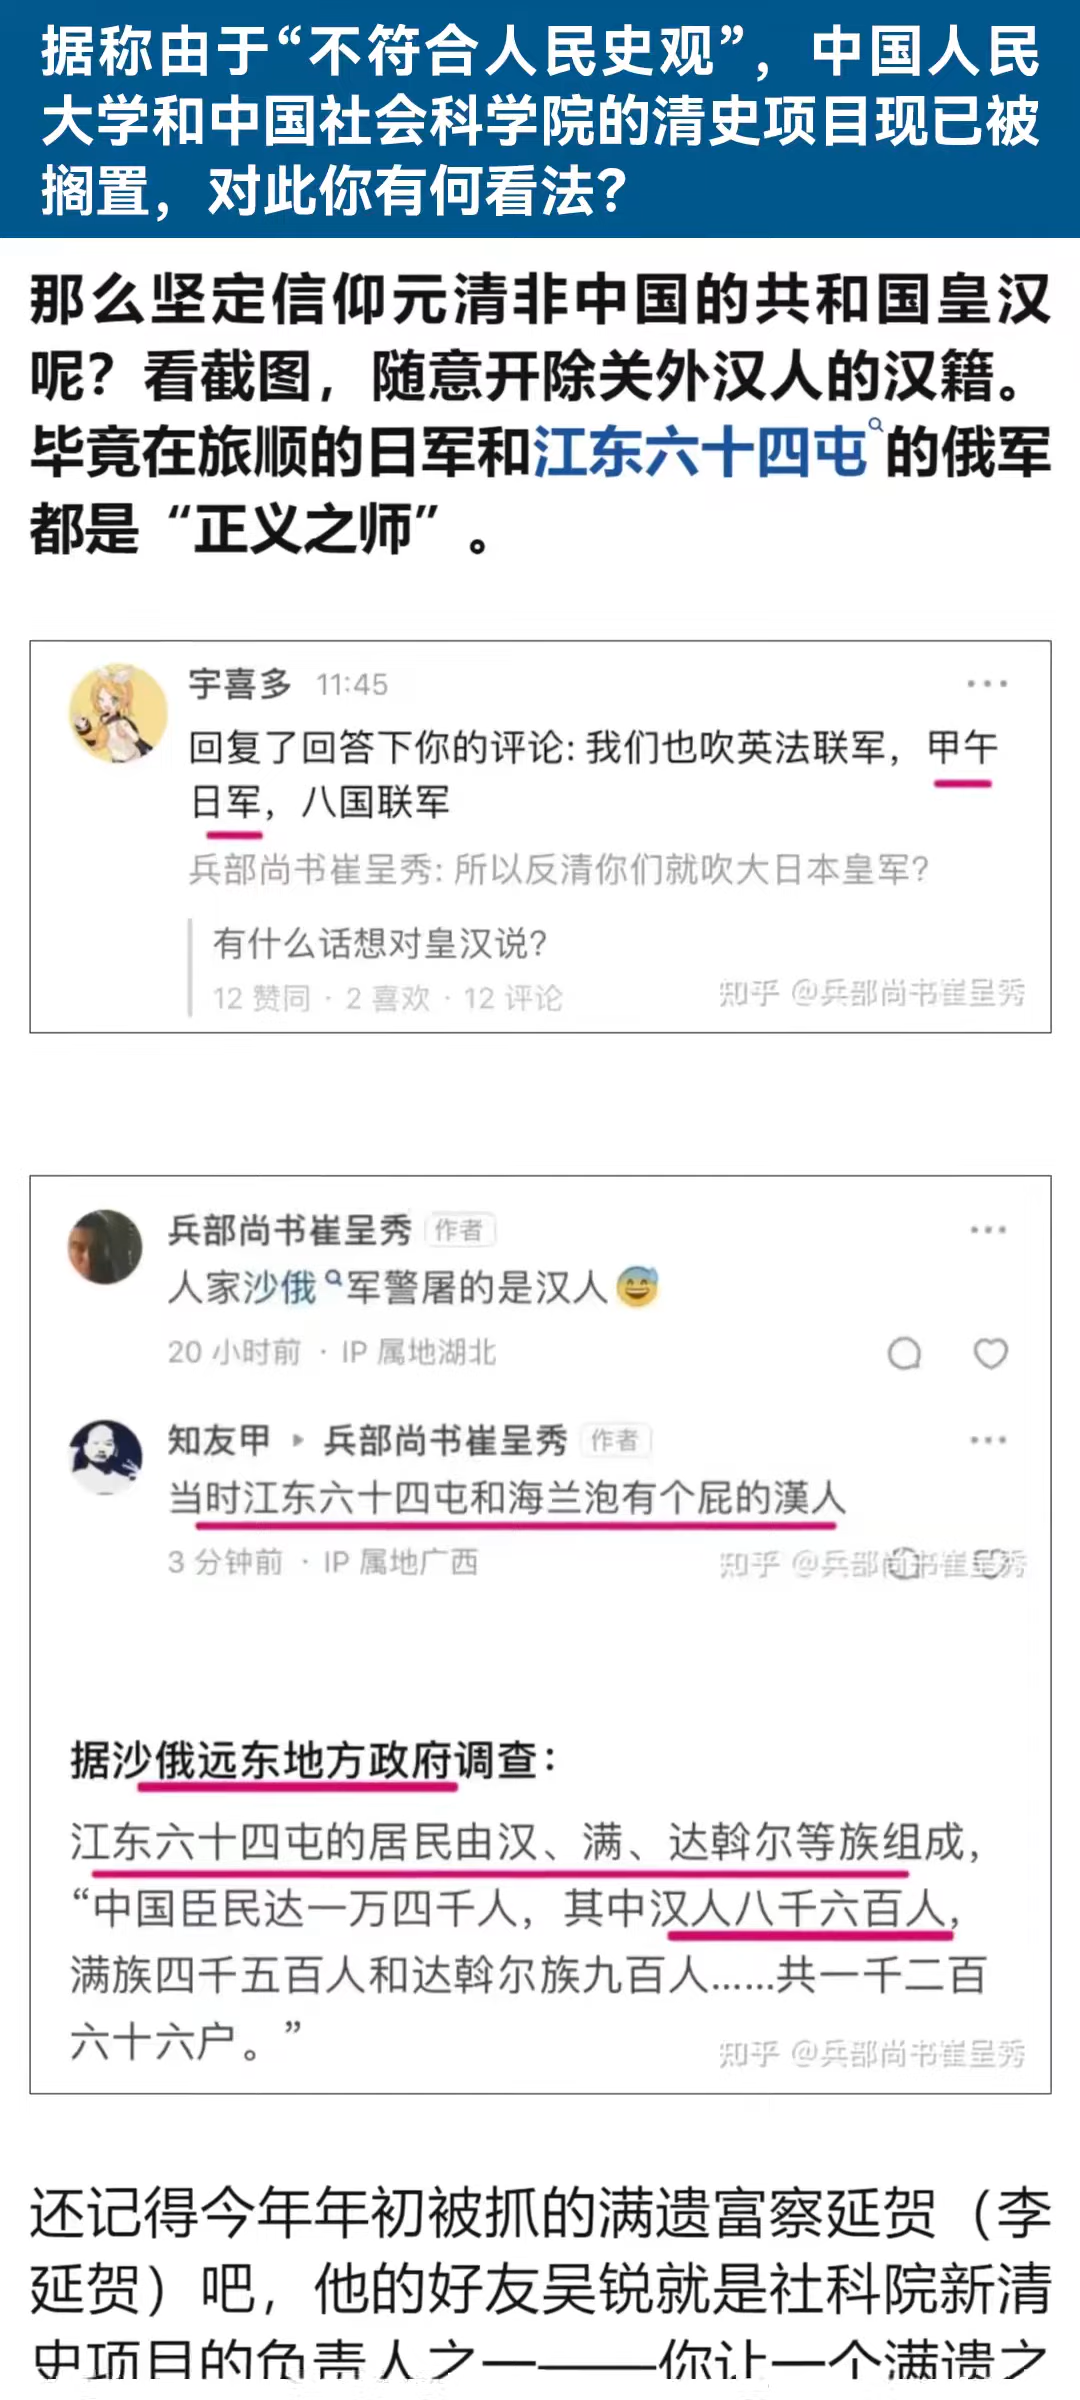 据称由于“不符合人民史观”，中国人民
大学和中国社会科学院的清史项目现已被
搁置，对此你有何看法？
那么坚定信仰元清非中国的共和国皇汉
呢？看截图，随意开除关外汉人的汉籍。
毕竟在旅顺的日军和江东六十四屯的俄军
都是“正义之师”。
宇喜多 11:45
回复了回答下你的评论: 我们也吹英法联军，甲午
日军，八国联军
兵部尚书崔呈秀: 所以反清你们就吹大日本皇军?
有什么话想对皇汉说?
12 赞同 · 2 喜欢 · 12 评论
知乎 @兵部尚书崔呈秀
兵部尚书崔呈秀 作者
人家沙俄军警屠的是汉人
20 小时前 · IP 属地湖北
知友甲 ▸ 兵部尚书崔呈秀 作者
当时江东六十四屯和海兰泡有个屁的漢人
3 分钟前 · IP 属地广西
知乎 @兵部尚书崔呈秀
据沙俄远东地方政府调查：
江东六十四屯的居民由汉、满、达斡尔等族组成，
“中国臣民达一万四千人，其中汉人八千六百人，
满族四千五百人和达斡尔族九百人……共一千二百
六十六户。”
知乎 @兵部尚书崔呈秀
还记得今年年初被抓的满遗富察延贺（李
延贺）吧，他的好友吴锐就是社科院新清
史项目的负责人之一——你让一个满遗之